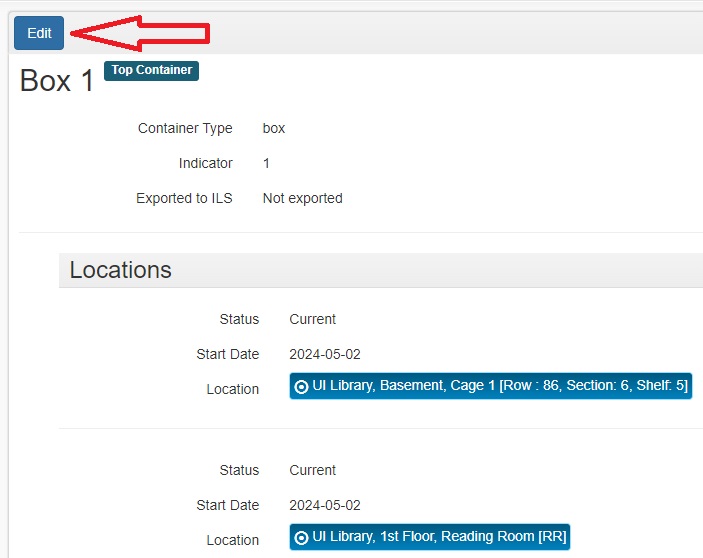 Edit
Box 1 Top Container
Container Type box
Indicator 1
Exported to ILS Not exported
Locations
Status Current
Start Date 2024-05-02
Location UI Library, Basement, Cage 1 [Row : 86, Section: 6, Shelf: 5]
Status Current
Start Date 2024-05-02
Location UI Library, 1st Floor, Reading Room [RR]